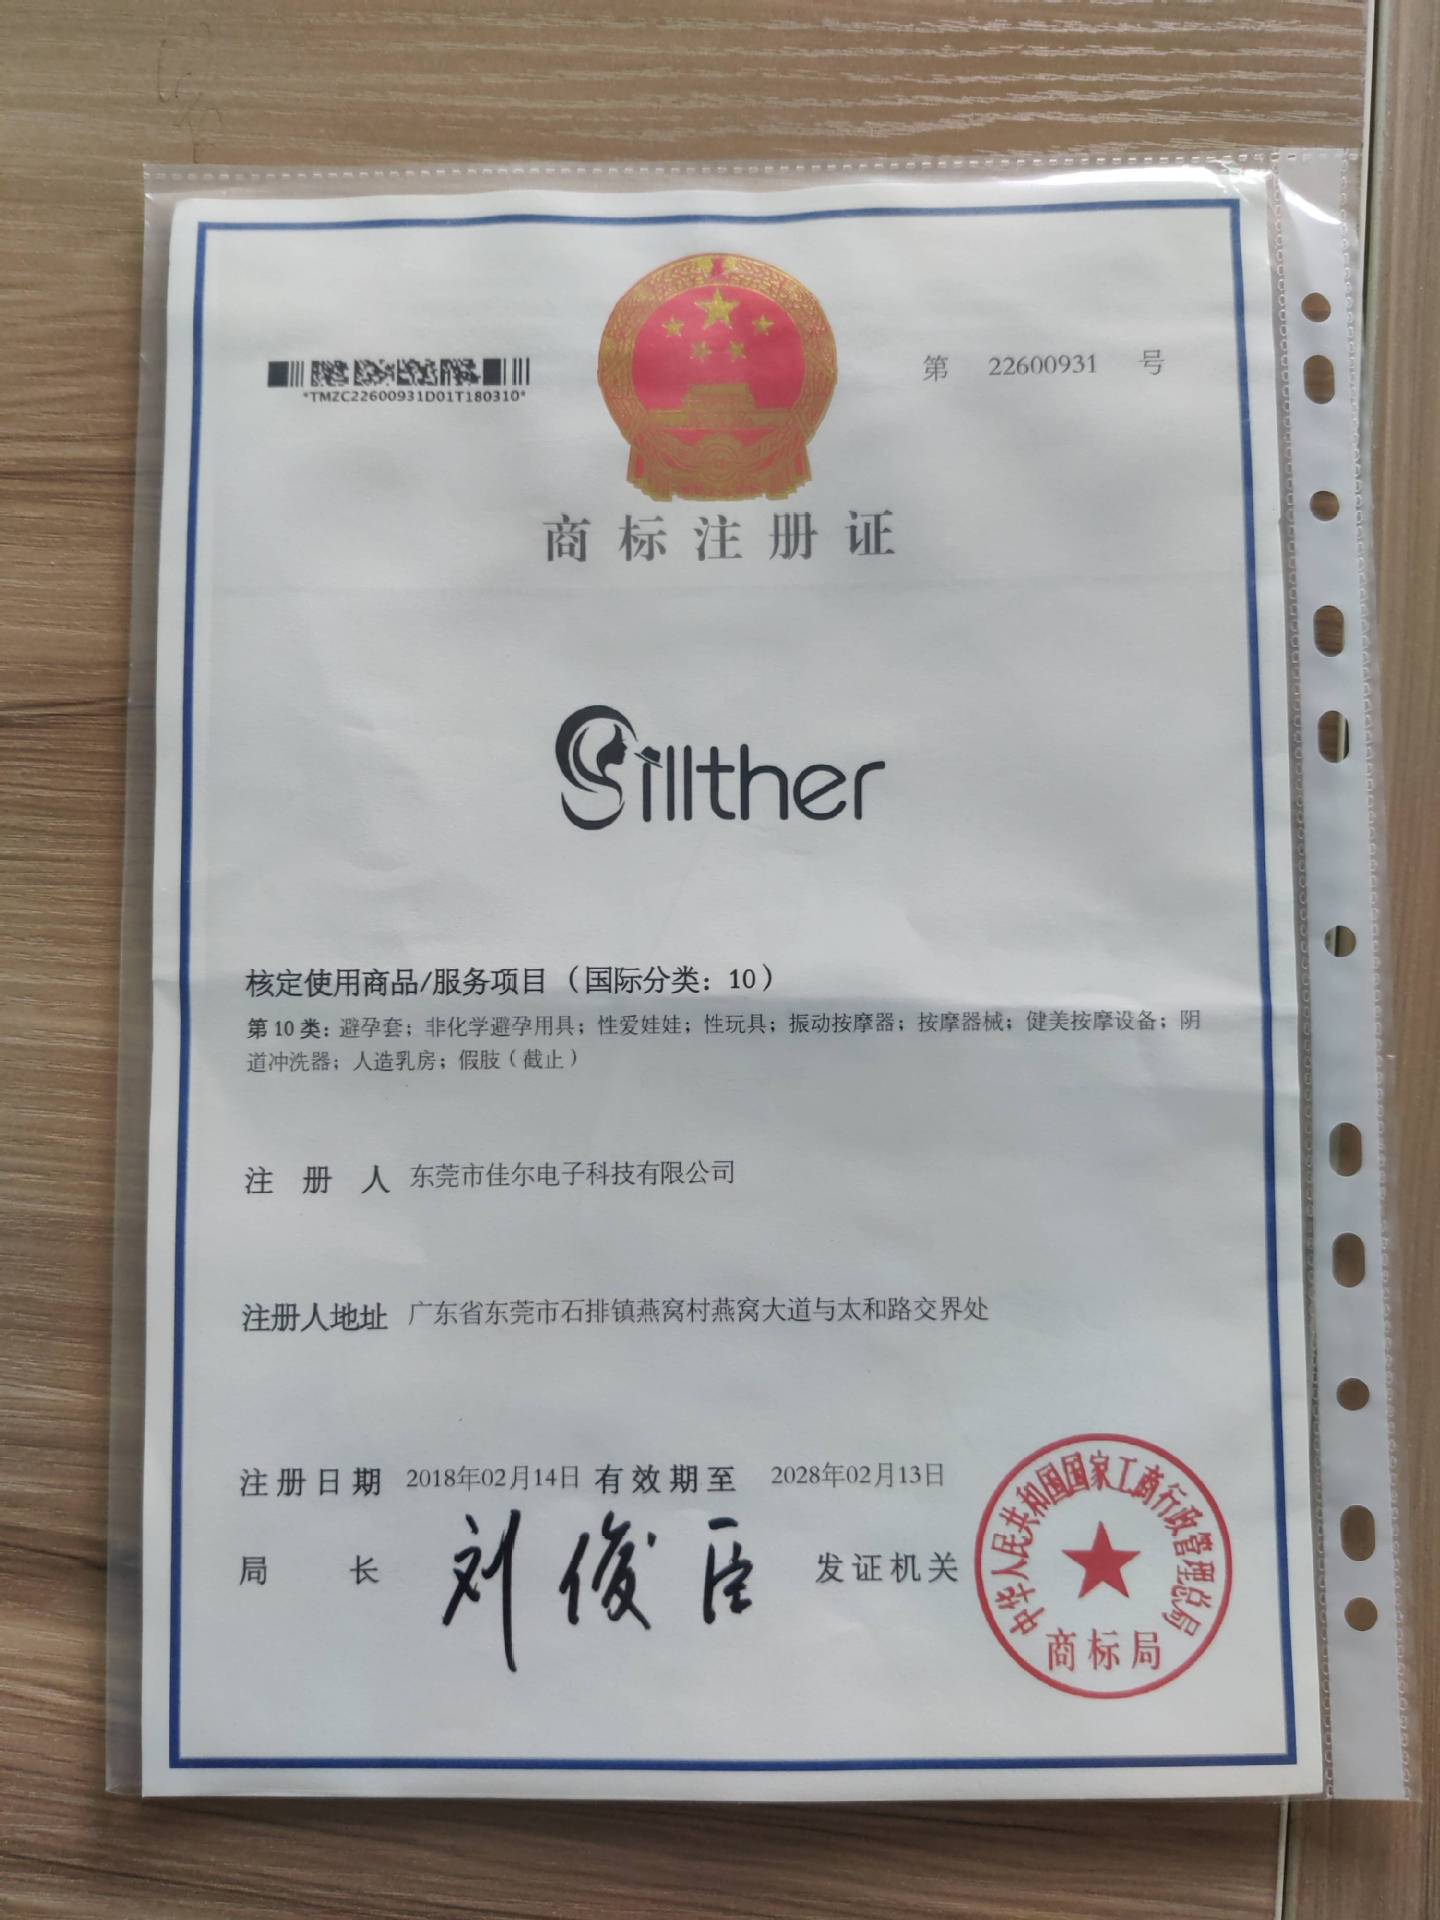 *TMZC22600931D01T180310*
第 22600931 号
商标注册证
Sillther
核定使用商品/服务项目（国际分类：10）
第 10 类：避孕套；非化学避孕用具；性爱娃娃；性玩具；振动按摩器；按摩器械；健美按摩设备；阴
道冲洗器；人造乳房；假肢（截止）
注册人 东莞市佳尔电子科技有限公司
注册人地址 广东省东莞市石排镇燕窝村燕窝大道与太和路交界处
注册日期 2018年02月14日 有效期至 2028年02月13日
局长 刘俊臣 发证机关
中华人民共和国国家工商行政管理总局
商标局